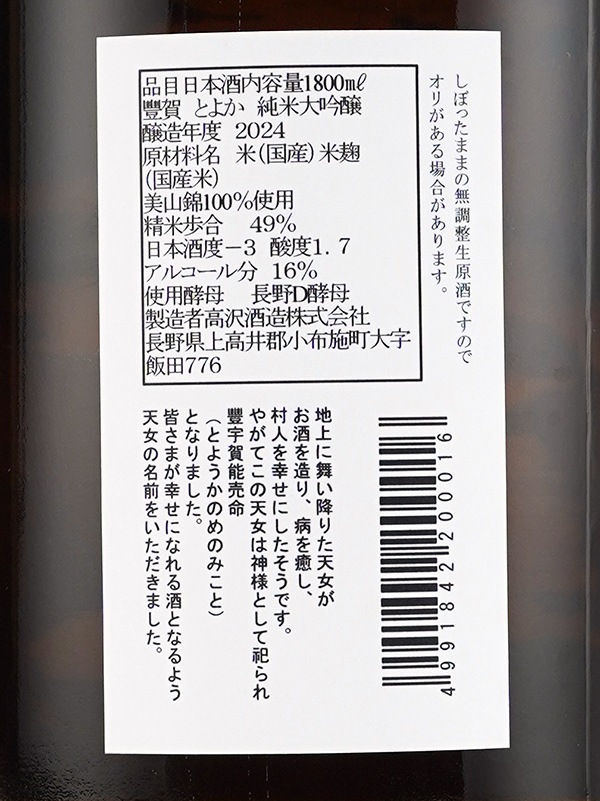 品目日本酒内容量1800mℓ
豐賀 とよか 純米大吟醸
醸造年度 2024
原材料名 米(国産)米麹
(国産米)
美山錦100%使用
精米歩合 49%
日本酒度－3 酸度1.7
アルコール分 16%
使用酵母 長野D酵母
製造者高沢酒造株式会社
長野県上高井郡小布施町大字
飯田776
しぼったままの無調整生原酒ですので
オリがある場合があります。
地上に舞い降りた天女が
お酒を造り、病を癒し、
村人を幸せにしたそうです。
やがてこの天女は神様として祀られ
豐宇賀能売命
(とようかのめのみこと)
となりました。
皆さまが幸せになれる酒となるよう
天女の名前をいただきました。
4991842200016